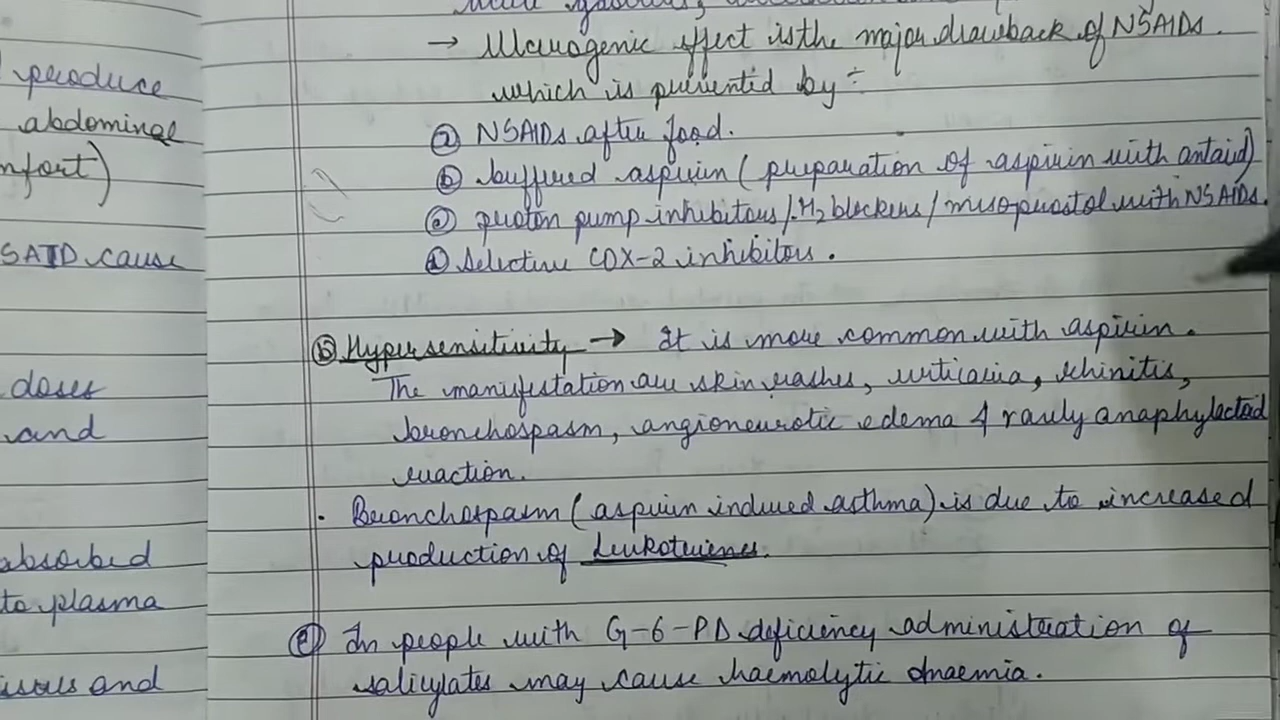 produce
abdominal
nfort)
SAID cause
doses
and
absorbed
to plasma
and
→ Ulcerogenic effect is the major drawback of NSAIDs.
which is prevented by ÷
ⓐ NSAIDs after food.
ⓑ buffered aspirin (preparation of aspirin with antaid)
ⓒ proton pump inhibitors / H₂ blockers / misoprostol with NSAIDs.
ⓓ Selective COX-2 inhibitors.
ⓑ Hypersensitivity → It is more common with aspirin.
The manifestation are skin rashes, urticaria, rhinitis,
bronchospasm, angioneurotic edema & rarely anaphylactoid
reaction.
. Bronchospasm (aspirin induced asthma) is due to increased
production of Leukotrienes.
ⓒ In people with G-6-PD deficiency administration of
salicylates may cause haemolytic anaemia.